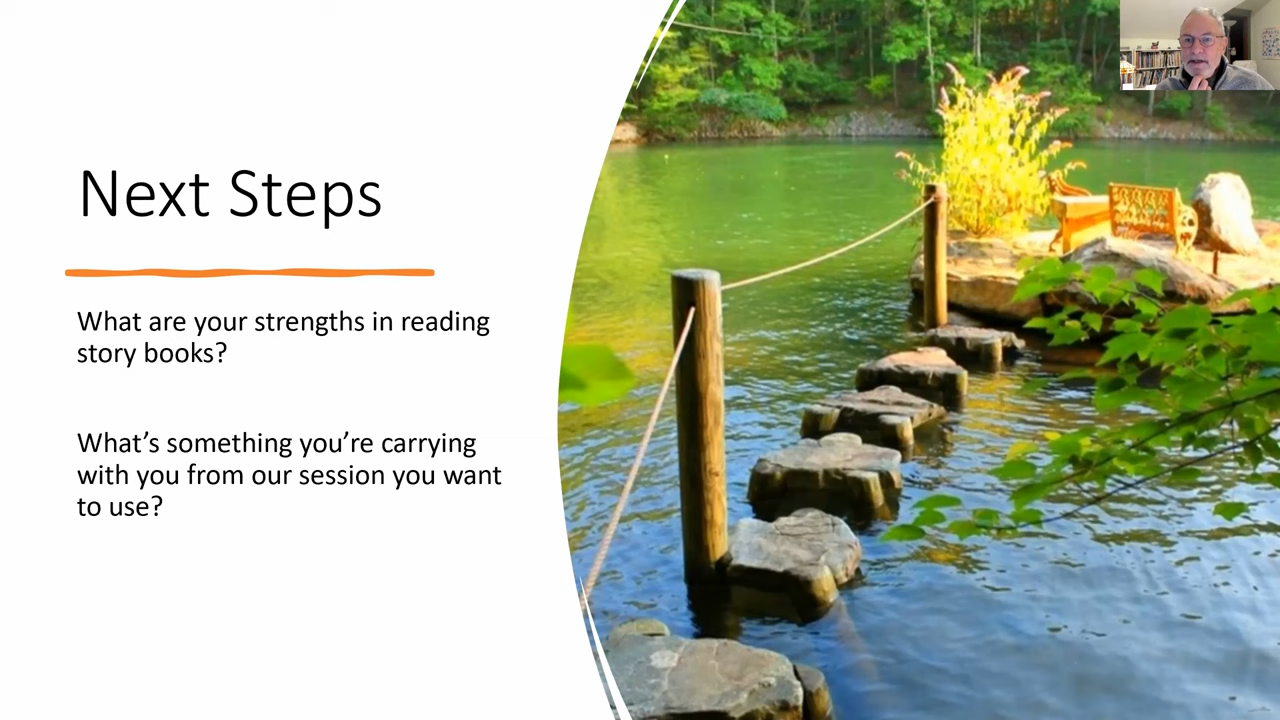 Next Steps
What are your strengths in reading
story books?
What's something you're carrying
with you from our session you want
to use?